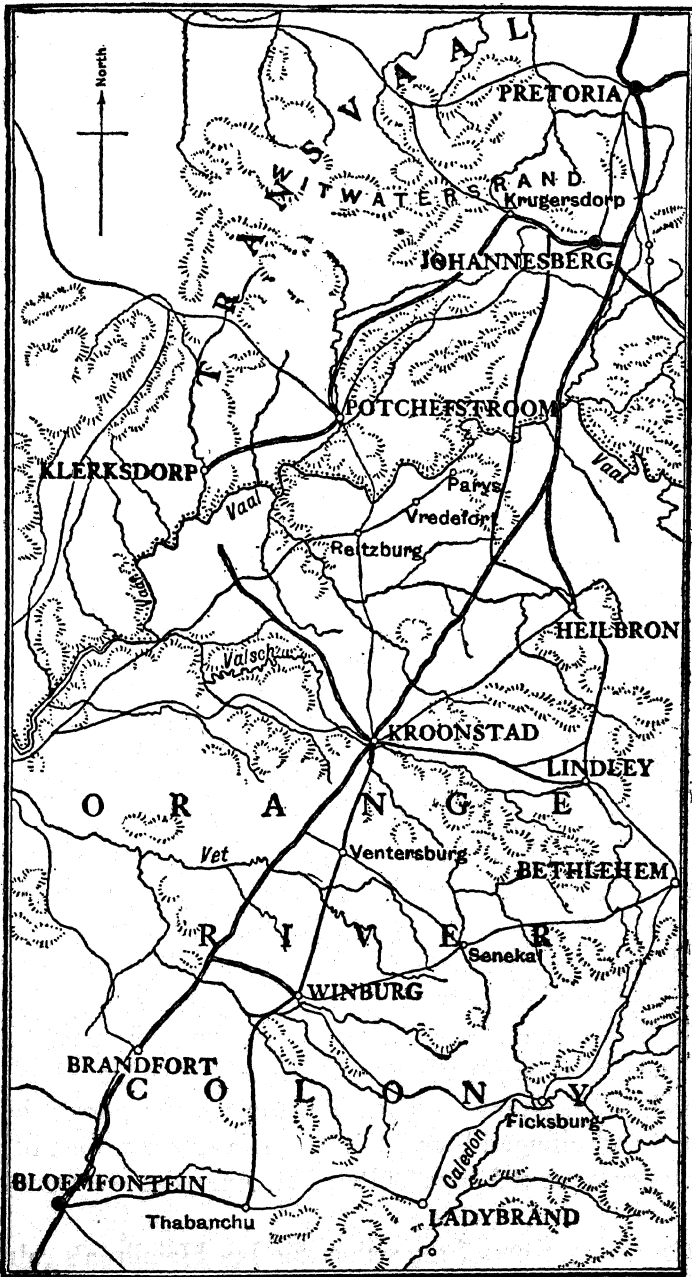 North.
TRANSVAAL
PRETORIA
WITWATERSRAND
Krugersdorp
JOHANNESBERG
POTCHEFSTROOM
KLERKSDORP
Parys
Vaal
Vaal
Vredefort
Reitzburg
Vaal
HEILBRON
Valsch
KROONSTAD
LINDLEY
ORANGE
Vet
Ventersburg
BETHLEHEM
RIVER
Senekal
WINBURG
BRANDFORT
COLONY
Ficksburg
Caledon
BLOEMFONTEIN
Thabanchu
LADYBRAND